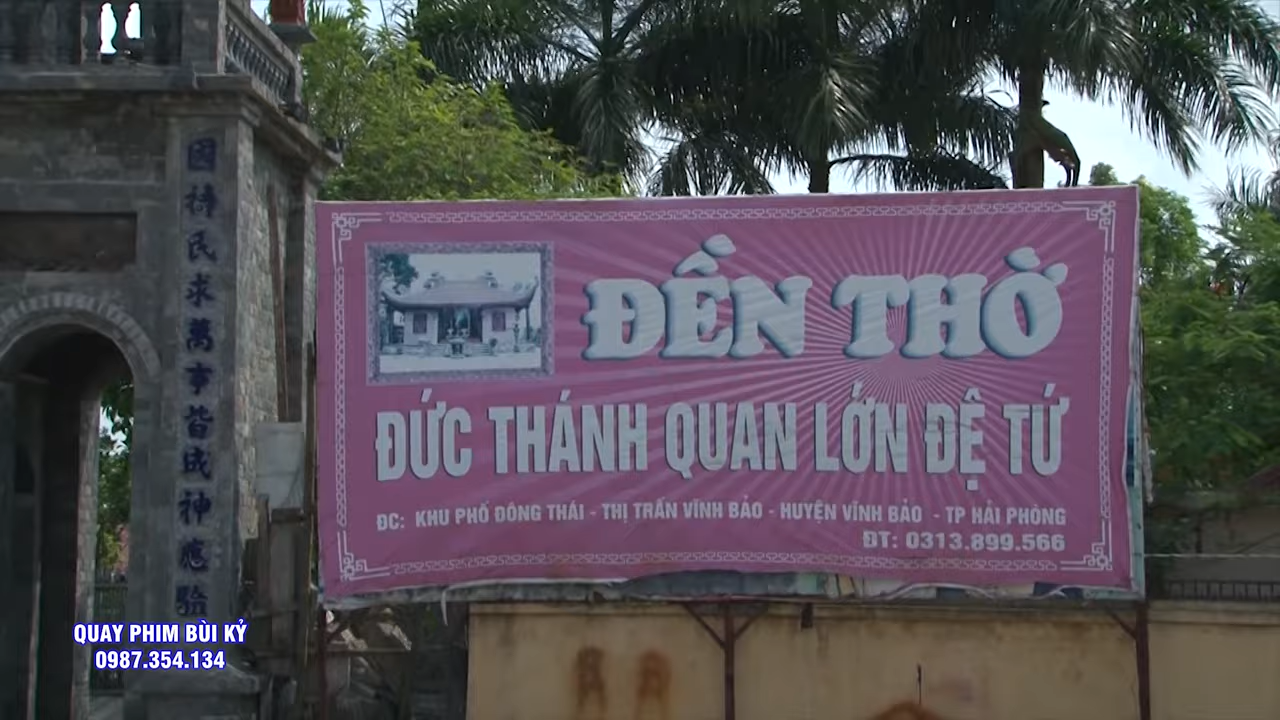 國禱民求萬事皆成神應驗
ĐỀN THỜ
ĐỨC THÁNH QUAN LỚN ĐỆ TỨ
ĐC: KHU PHỐ ĐÔNG THÁI - THỊ TRẤN VĨNH BẢO - HUYỆN VĨNH BẢO - TP HẢI PHÒNG
ĐT: 0313.899.566
QUAY PHIM BÙI KỶ
0987.354.134